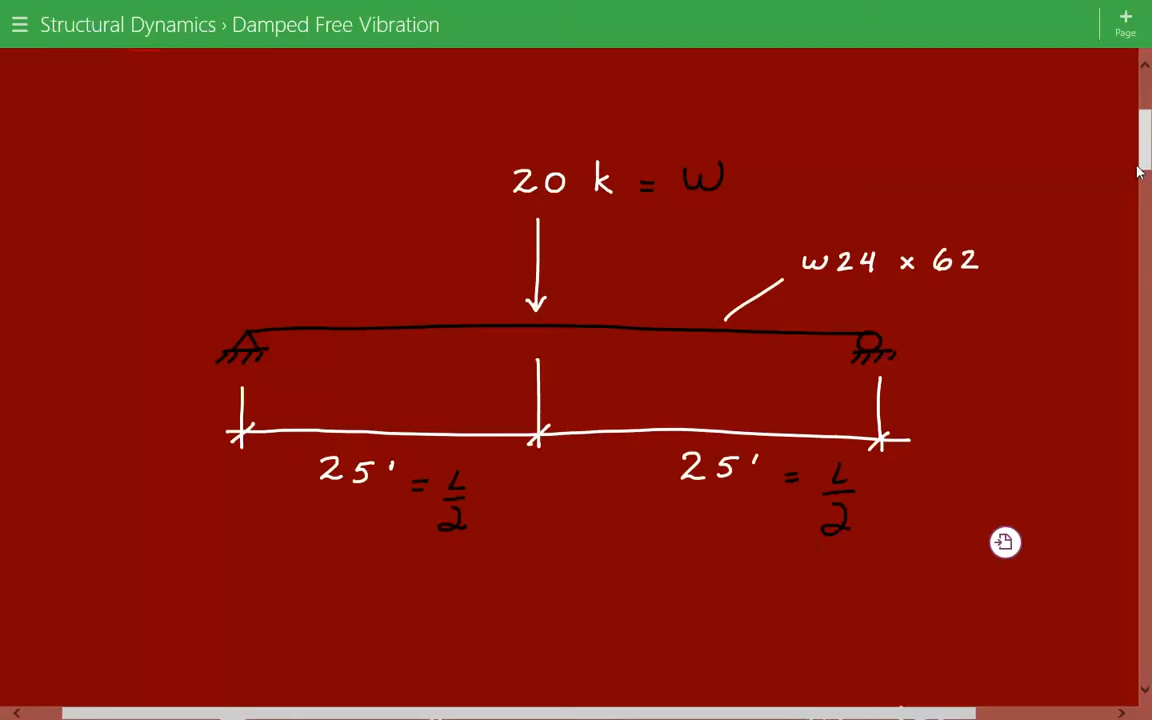 ☰ Structural Dynamics › Damped Free Vibration
+
Page
20 k = W
W24 × 62
25' = L/2
25' = L/2